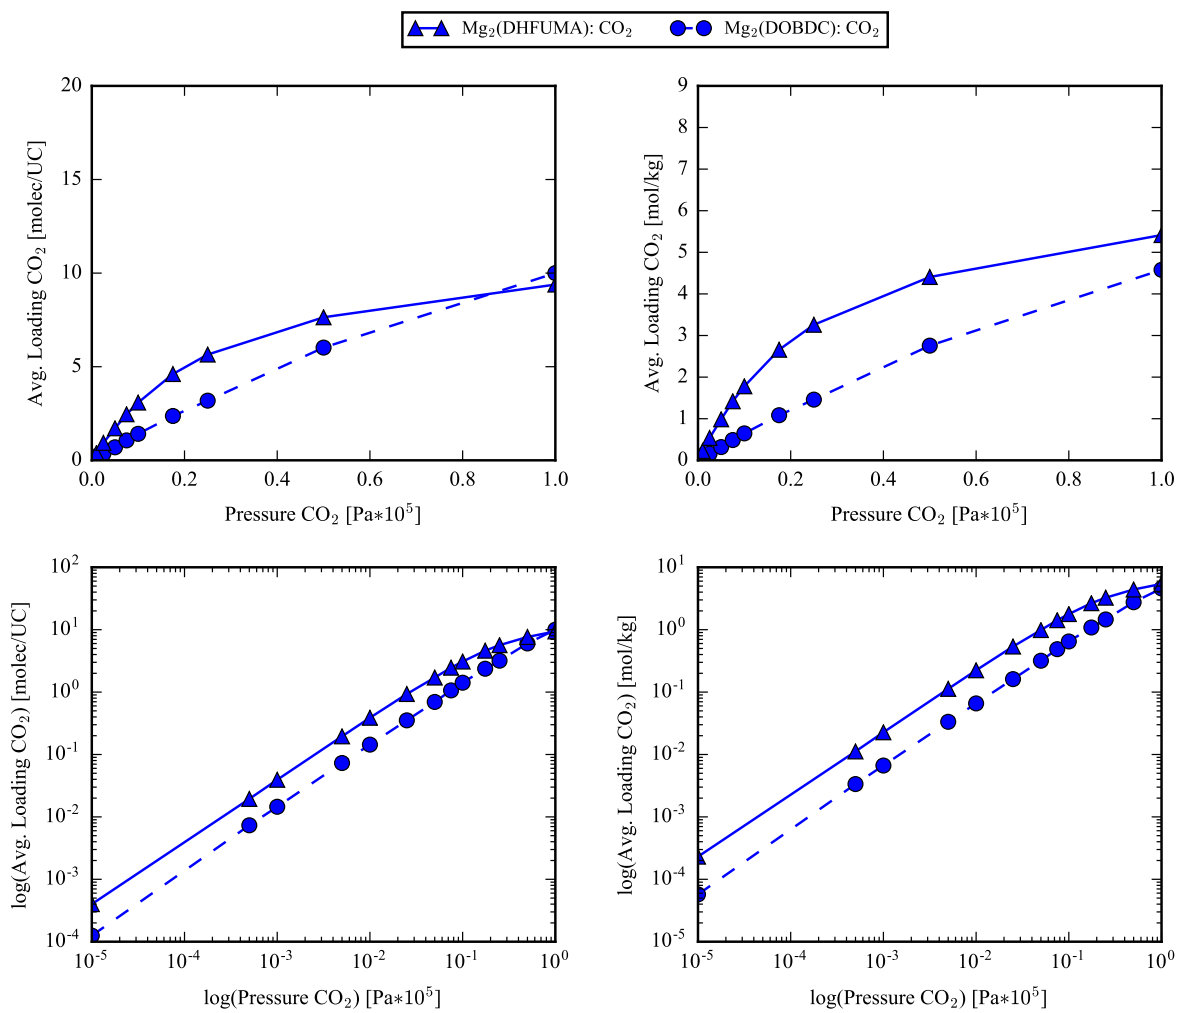 Mg₂(DHFUMA): CO₂ Mg₂(DOBDC): CO₂
Avg. Loading CO₂ [molec/UC]
20
15
10
5
0
0.0 0.2 0.4 0.6 0.8 1.0
Pressure CO₂ [Pa*10⁵]
Avg. Loading CO₂ [mol/kg]
9
8
7
6
5
4
3
2
1
0
0.0 0.2 0.4 0.6 0.8 1.0
Pressure CO₂ [Pa*10⁵]
log(Avg. Loading CO₂) [molec/UC]
10²
10¹
10⁰
10⁻¹
10⁻²
10⁻³
10⁻⁴
10⁻⁵ 10⁻⁴ 10⁻³ 10⁻² 10⁻¹ 10⁰
log(Pressure CO₂) [Pa*10⁵]
log(Avg. Loading CO₂) [mol/kg]
10¹
10⁰
10⁻¹
10⁻²
10⁻³
10⁻⁴
10⁻⁵
10⁻⁵ 10⁻⁴ 10⁻³ 10⁻² 10⁻¹ 10⁰
log(Pressure CO₂) [Pa*10⁵]